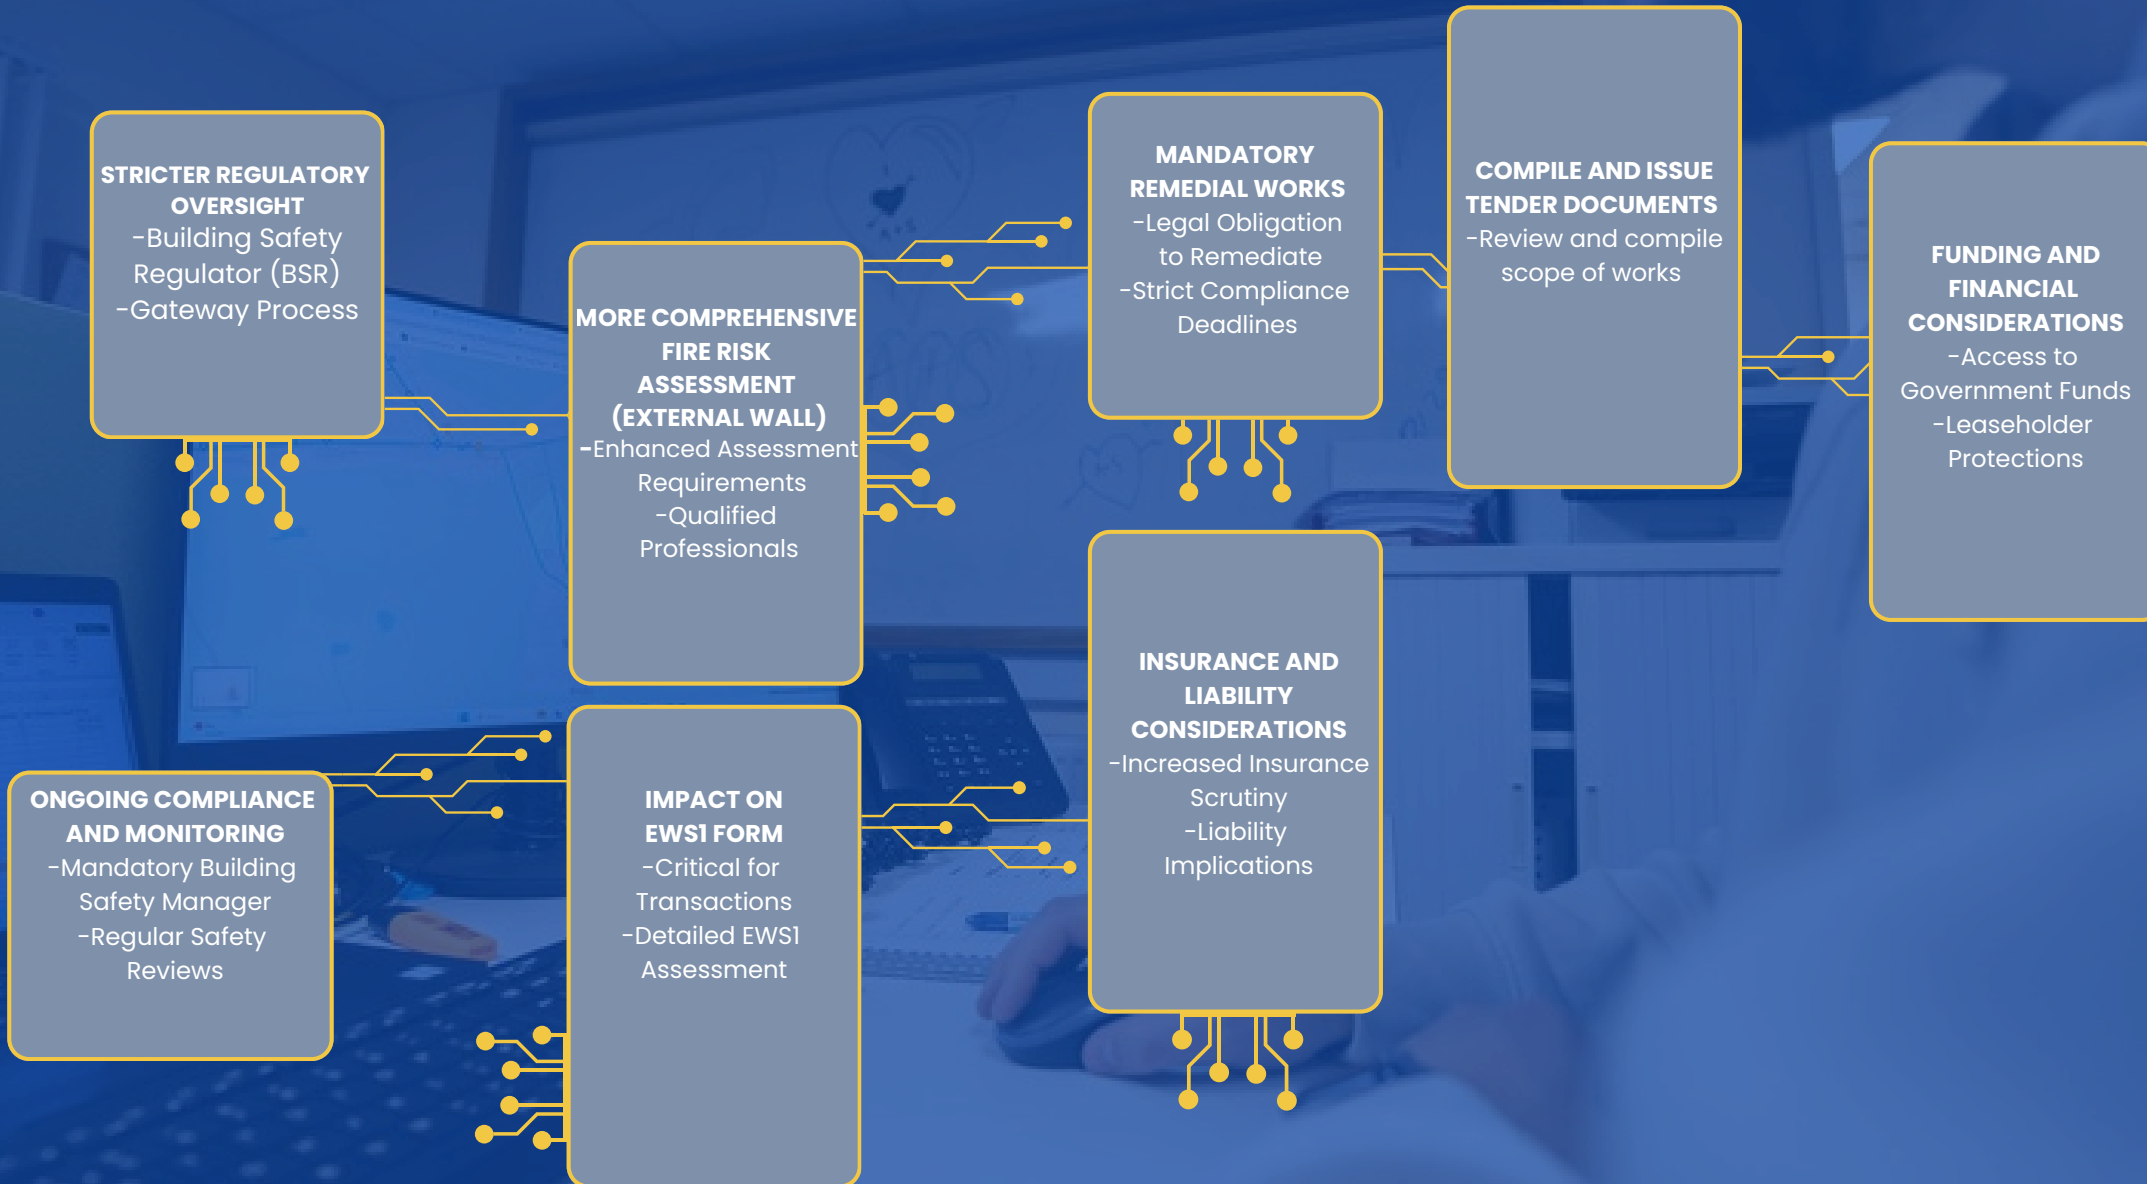 STRICTER REGULATORY
OVERSIGHT
-Building Safety
Regulator (BSR)
-Gateway Process
MORE COMPREHENSIVE
FIRE RISK
ASSESSMENT
(EXTERNAL WALL)
-Enhanced Assessment
Requirements
-Qualified
Professionals
MANDATORY
REMEDIAL WORKS
-Legal Obligation
to Remediate
-Strict Compliance
Deadlines
COMPILE AND ISSUE
TENDER DOCUMENTS
-Review and compile
scope of works
FUNDING AND
FINANCIAL
CONSIDERATIONS
-Access to
Government Funds
-Leaseholder
Protections
ONGOING COMPLIANCE
AND MONITORING
-Mandatory Building
Safety Manager
-Regular Safety
Reviews
IMPACT ON
EWS1 FORM
-Critical for
Transactions
-Detailed EWS1
Assessment
INSURANCE AND
LIABILITY
CONSIDERATIONS
-Increased Insurance
Scrutiny
-Liability
Implications